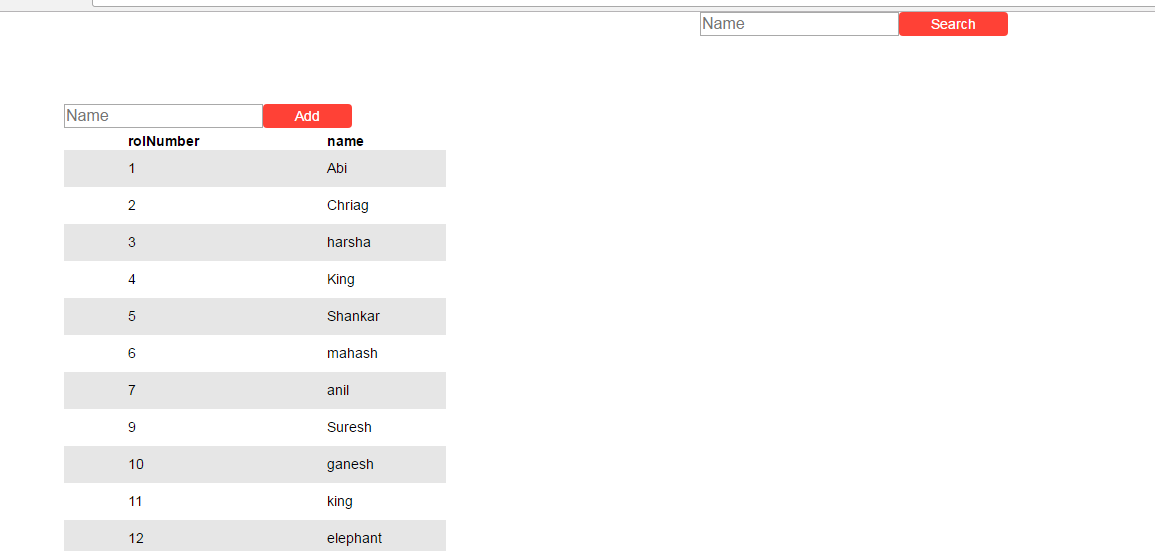 Name Search
Name Add
rolNumber name
1 Abi
2 Chriag
3 harsha
4 King
5 Shankar
6 mahash
7 anil
9 Suresh
10 ganesh
11 king
12 elephant